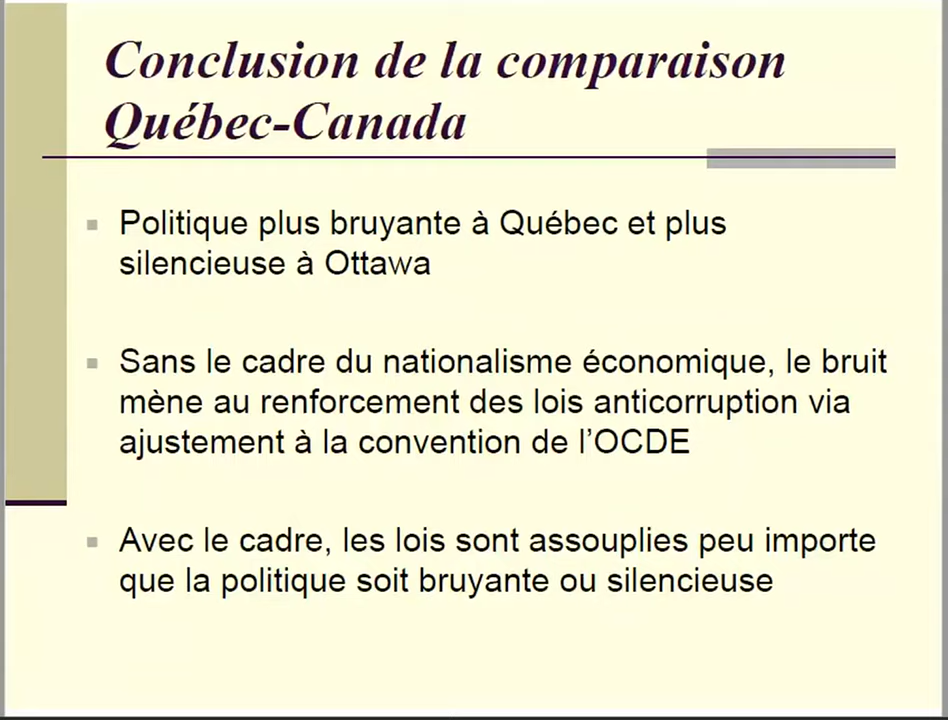 Conclusion de la comparaison
Québec-Canada
Politique plus bruyante à Québec et plus
silencieuse à Ottawa
Sans le cadre du nationalisme économique, le bruit
mène au renforcement des lois anticorruption via
ajustement à la convention de l’OCDE
Avec le cadre, les lois sont assouplies peu importe
que la politique soit bruyante ou silencieuse